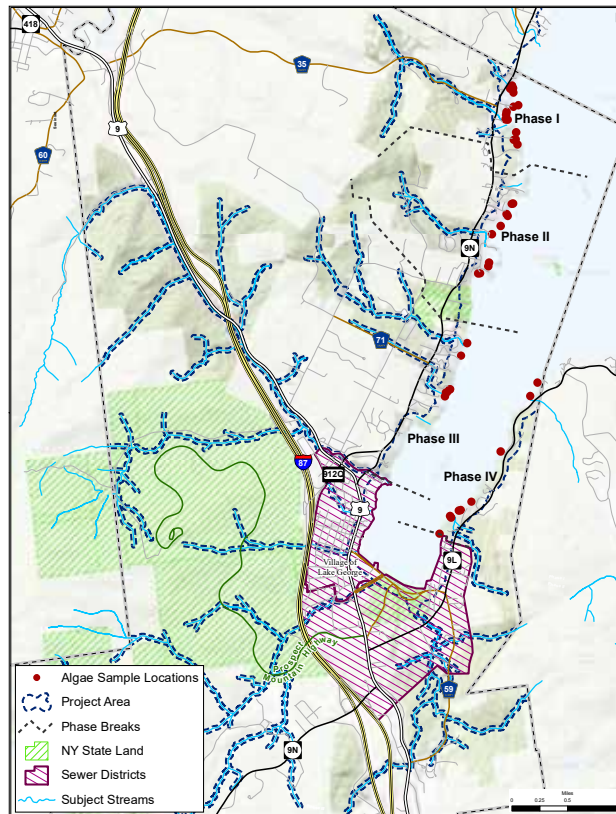 418
35
9
60
Phase I
Phase II
9N
71
Phase III
87
912Q
9
Phase IV
Village of
Lake George
9L
Prospect
Mountain Highway
59
9N
Algae Sample Locations
Project Area
Phase Breaks
NY State Land
Sewer Districts
Subject Streams
Miles
0 0.25 0.5 1